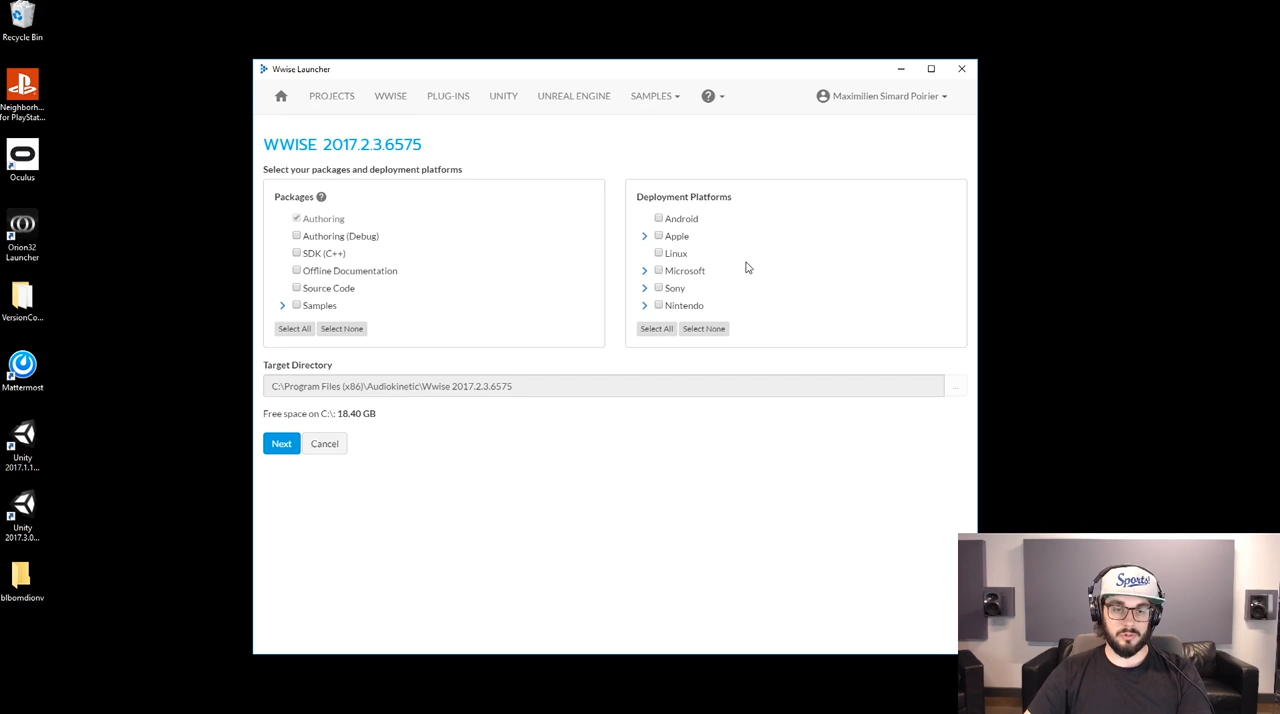 Recycle Bin
Neighborh...
for PlayStat...
Oculus
Orion32
Launcher
VersionCo...
Mattermost
Unity
2017.1.1...
Unity
2017.3.0...
blbomdionv
Wwise Launcher
PROJECTS WWISE PLUG-INS UNITY UNREAL ENGINE SAMPLES ? Maximilien Simard Poirier
WWISE 2017.2.3.6575
Select your packages and deployment platforms
Packages ?
Authoring
Authoring (Debug)
SDK (C++)
Offline Documentation
Source Code
Samples
Select All Select None
Deployment Platforms
Android
Apple
Linux
Microsoft
Sony
Nintendo
Select All Select None
Target Directory
C:\Program Files (x86)\Audiokinetic\Wwise 2017.2.3.6575 ...
Free space on C:\: 18.40 GB
Next Cancel
Sports!